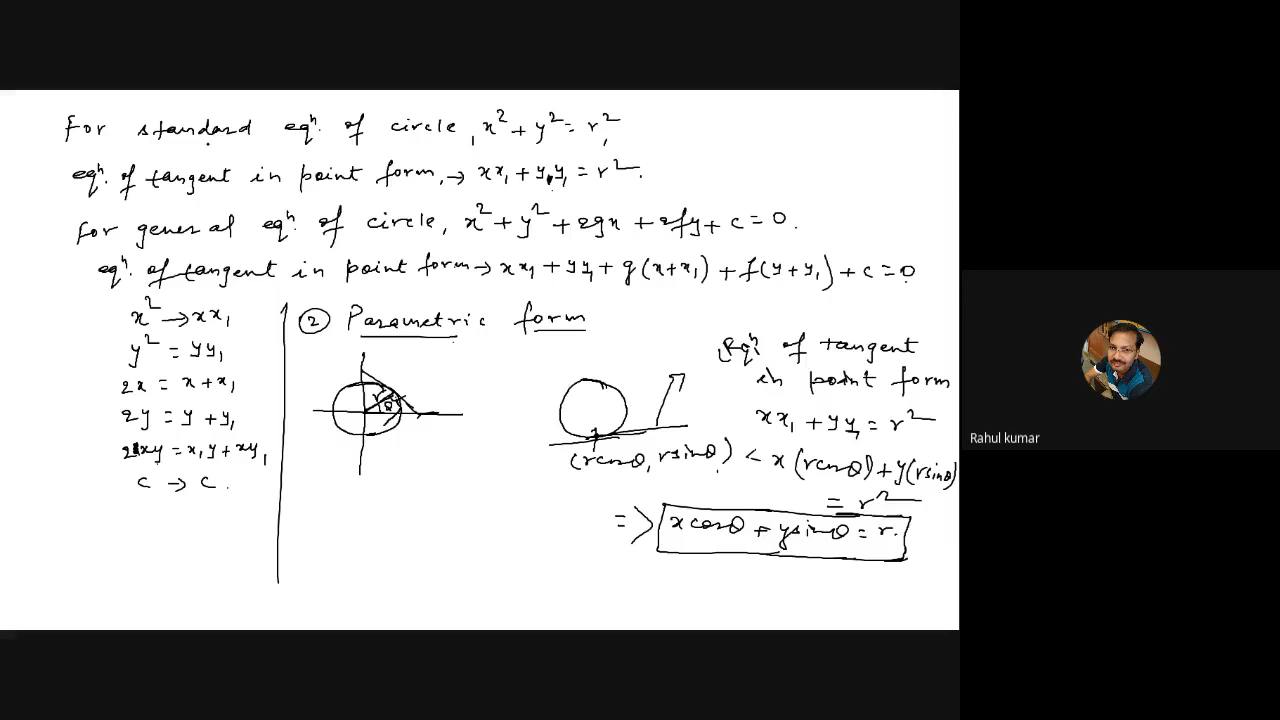 For standard eqⁿ. of circle, x² + y² = r²,
eqⁿ. of tangent in point form, → xx₁ + yy₁ = r².
For general eqⁿ of circle, x² + y² + 2gx + 2fy + c = 0.
eqⁿ. of tangent in point form → xx₁ + yy₁ + g(x+x₁) + f(y+y₁) + c = 0
x² → xx₁
y² = yy₁
2x = x + x₁
2y = y + y₁
2xy = x₁y + xy₁
c → c.
② Parametric form
r
θ
(rcosθ, rsinθ)
Eqⁿ. of tangent
in point form
xx₁ + yy₁ = r²
< x(rcosθ) + y(rsinθ)
= r²
=> xcosθ + ysinθ = r.
Rahul kumar